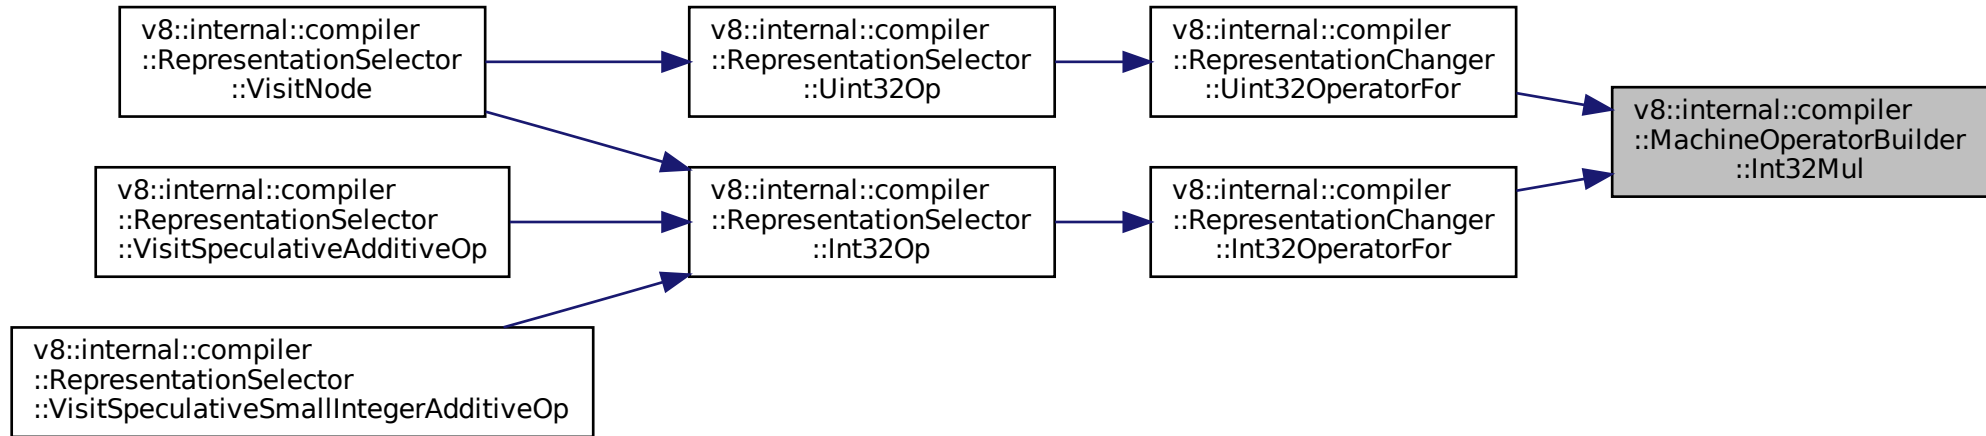 v8::internal::compiler
::RepresentationSelector
::VisitNode
v8::internal::compiler
::RepresentationSelector
::Uint32Op
v8::internal::compiler
::RepresentationChanger
::Uint32OperatorFor
v8::internal::compiler
::MachineOperatorBuilder
::Int32Mul
v8::internal::compiler
::RepresentationSelector
::VisitSpeculativeAdditiveOp
v8::internal::compiler
::RepresentationSelector
::Int32Op
v8::internal::compiler
::RepresentationChanger
::Int32OperatorFor
v8::internal::compiler
::RepresentationSelector
::VisitSpeculativeSmallIntegerAdditiveOp